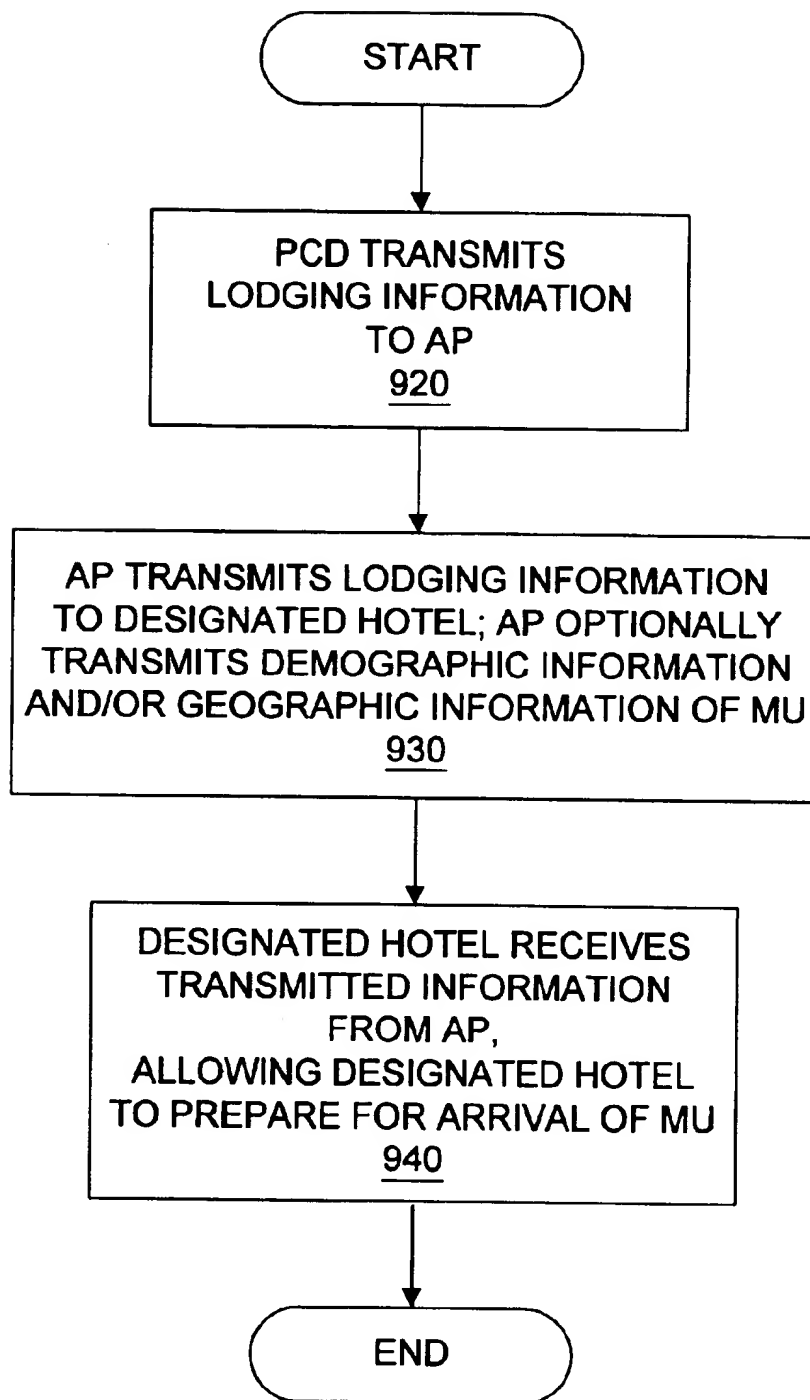 START
PCD TRANSMITS
LODGING INFORMATION
TO AP
920
AP TRANSMITS LODGING INFORMATION
TO DESIGNATED HOTEL; AP OPTIONALLY
TRANSMITS DEMOGRAPHIC INFORMATION
AND/OR GEOGRAPHIC INFORMATION OF MU
930
DESIGNATED HOTEL RECEIVES
TRANSMITTED INFORMATION
FROM AP,
ALLOWING DESIGNATED HOTEL
TO PREPARE FOR ARRIVAL OF MU
940
END